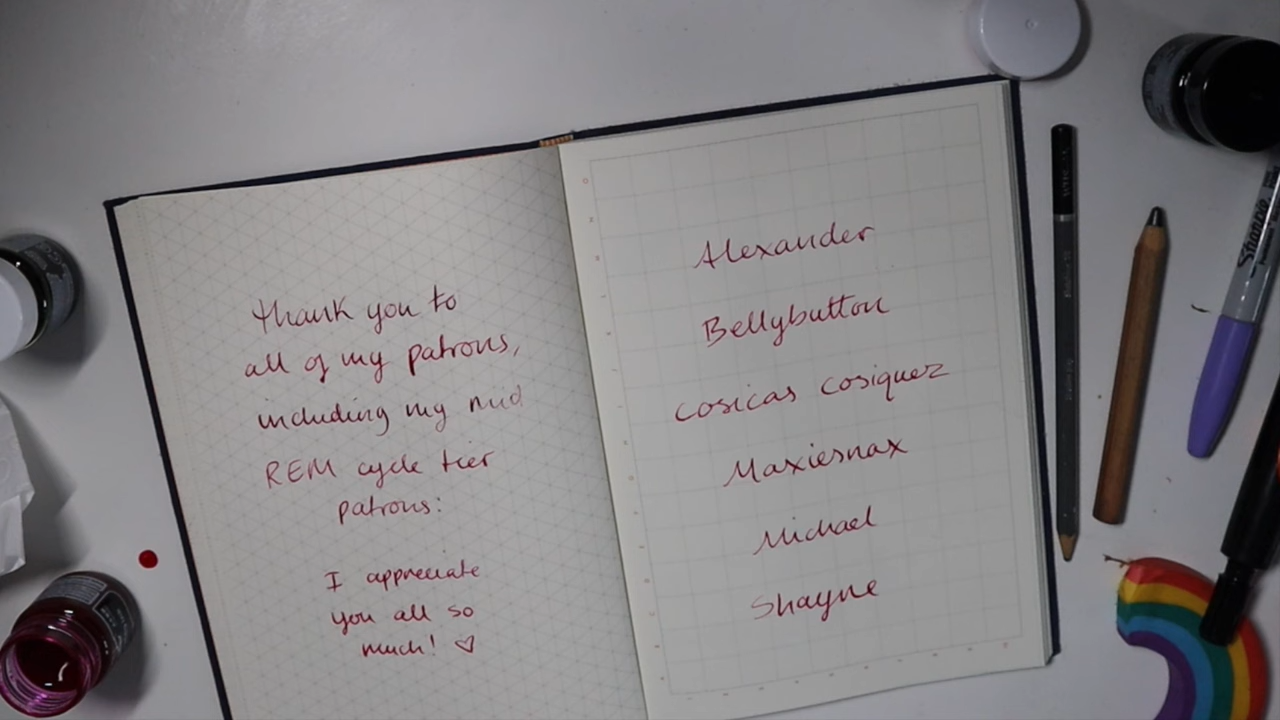 thank you to
all of my patrons,
including my mid
REM cycle tier
patrons:
I appreciate
you all so
much! ♡
Alexander
Bellybutton
cosicas cosiquez
Maxiesnax
Michael
Shayne
Sharpie